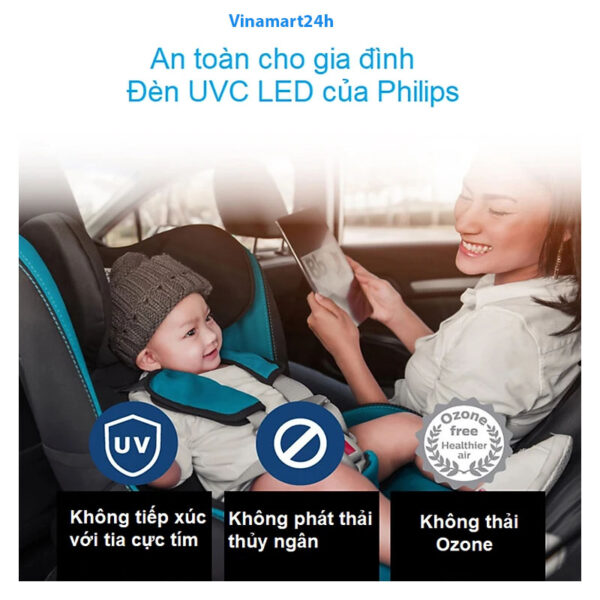 Vinamart24h
An toàn cho gia đình
Đèn UVC LED của Philips
UV
Ozone
free
Healthier
air
Không tiếp xúc
với tia cực tím
Không phát thải
thủy ngân
Không thải
Ozone